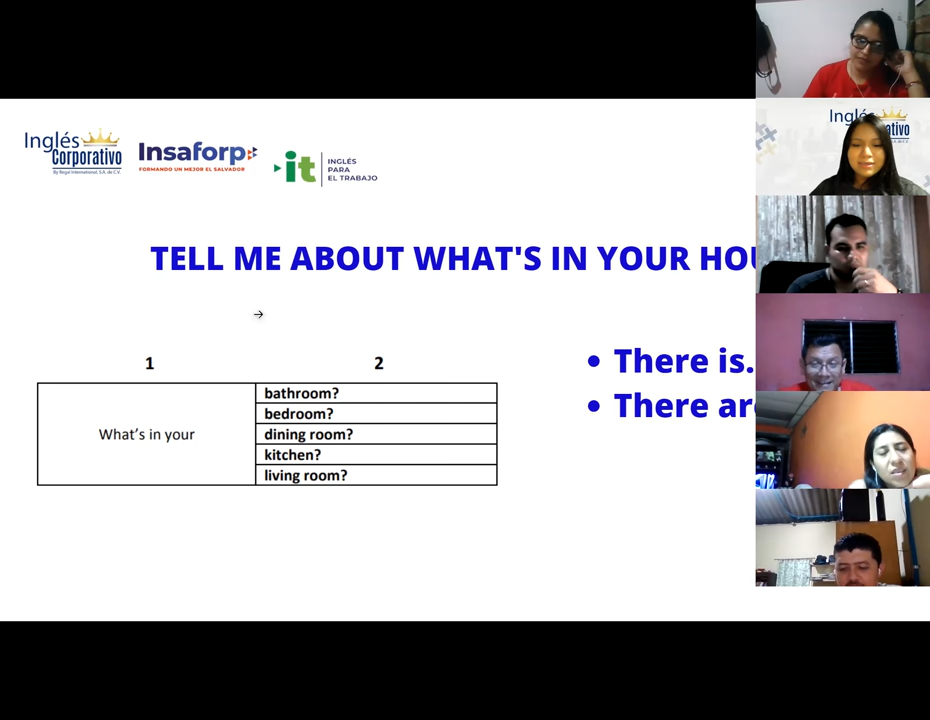 Inglés
Corporativo
By Regal International, S.A. de C.V.
Insaforp
FORMANDO UN MEJOR EL SALVADOR
it
INGLÉS
PARA
EL TRABAJO
TELL ME ABOUT WHAT'S IN YOUR HOU
1
2
What's in your
bathroom?
bedroom?
dining room?
kitchen?
living room?
• There is.
• There are
Inglés